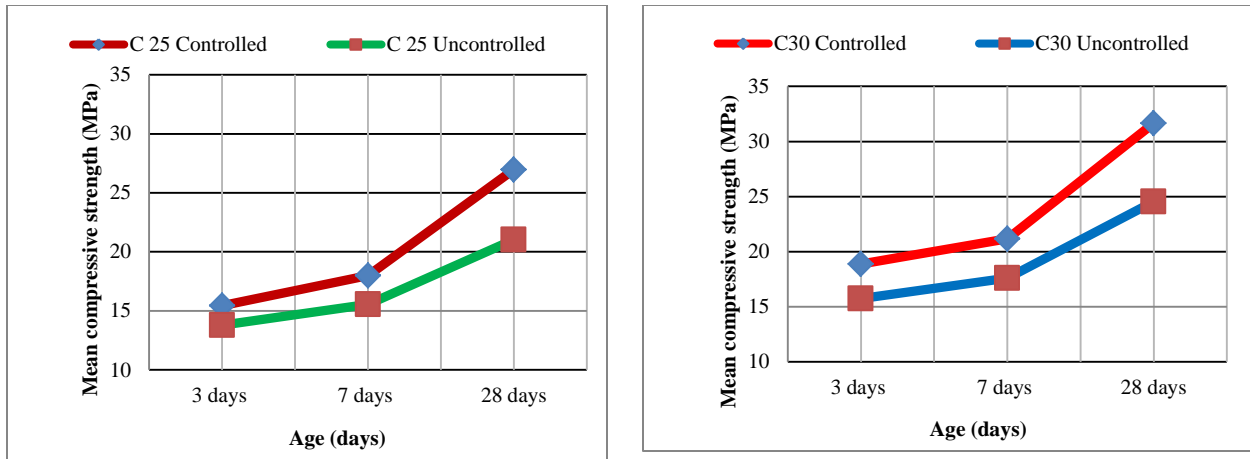 C 25 Controlled
C 25 Uncontrolled
Mean compressive strength (MPa)
35
30
25
20
15
10
3 days
7 days
28 days
Age (days)
C30 Controlled
C30 Uncontrolled
Mean compressive strength (MPa)
35
30
25
20
15
10
3 days
7 days
28 days
Age (days)